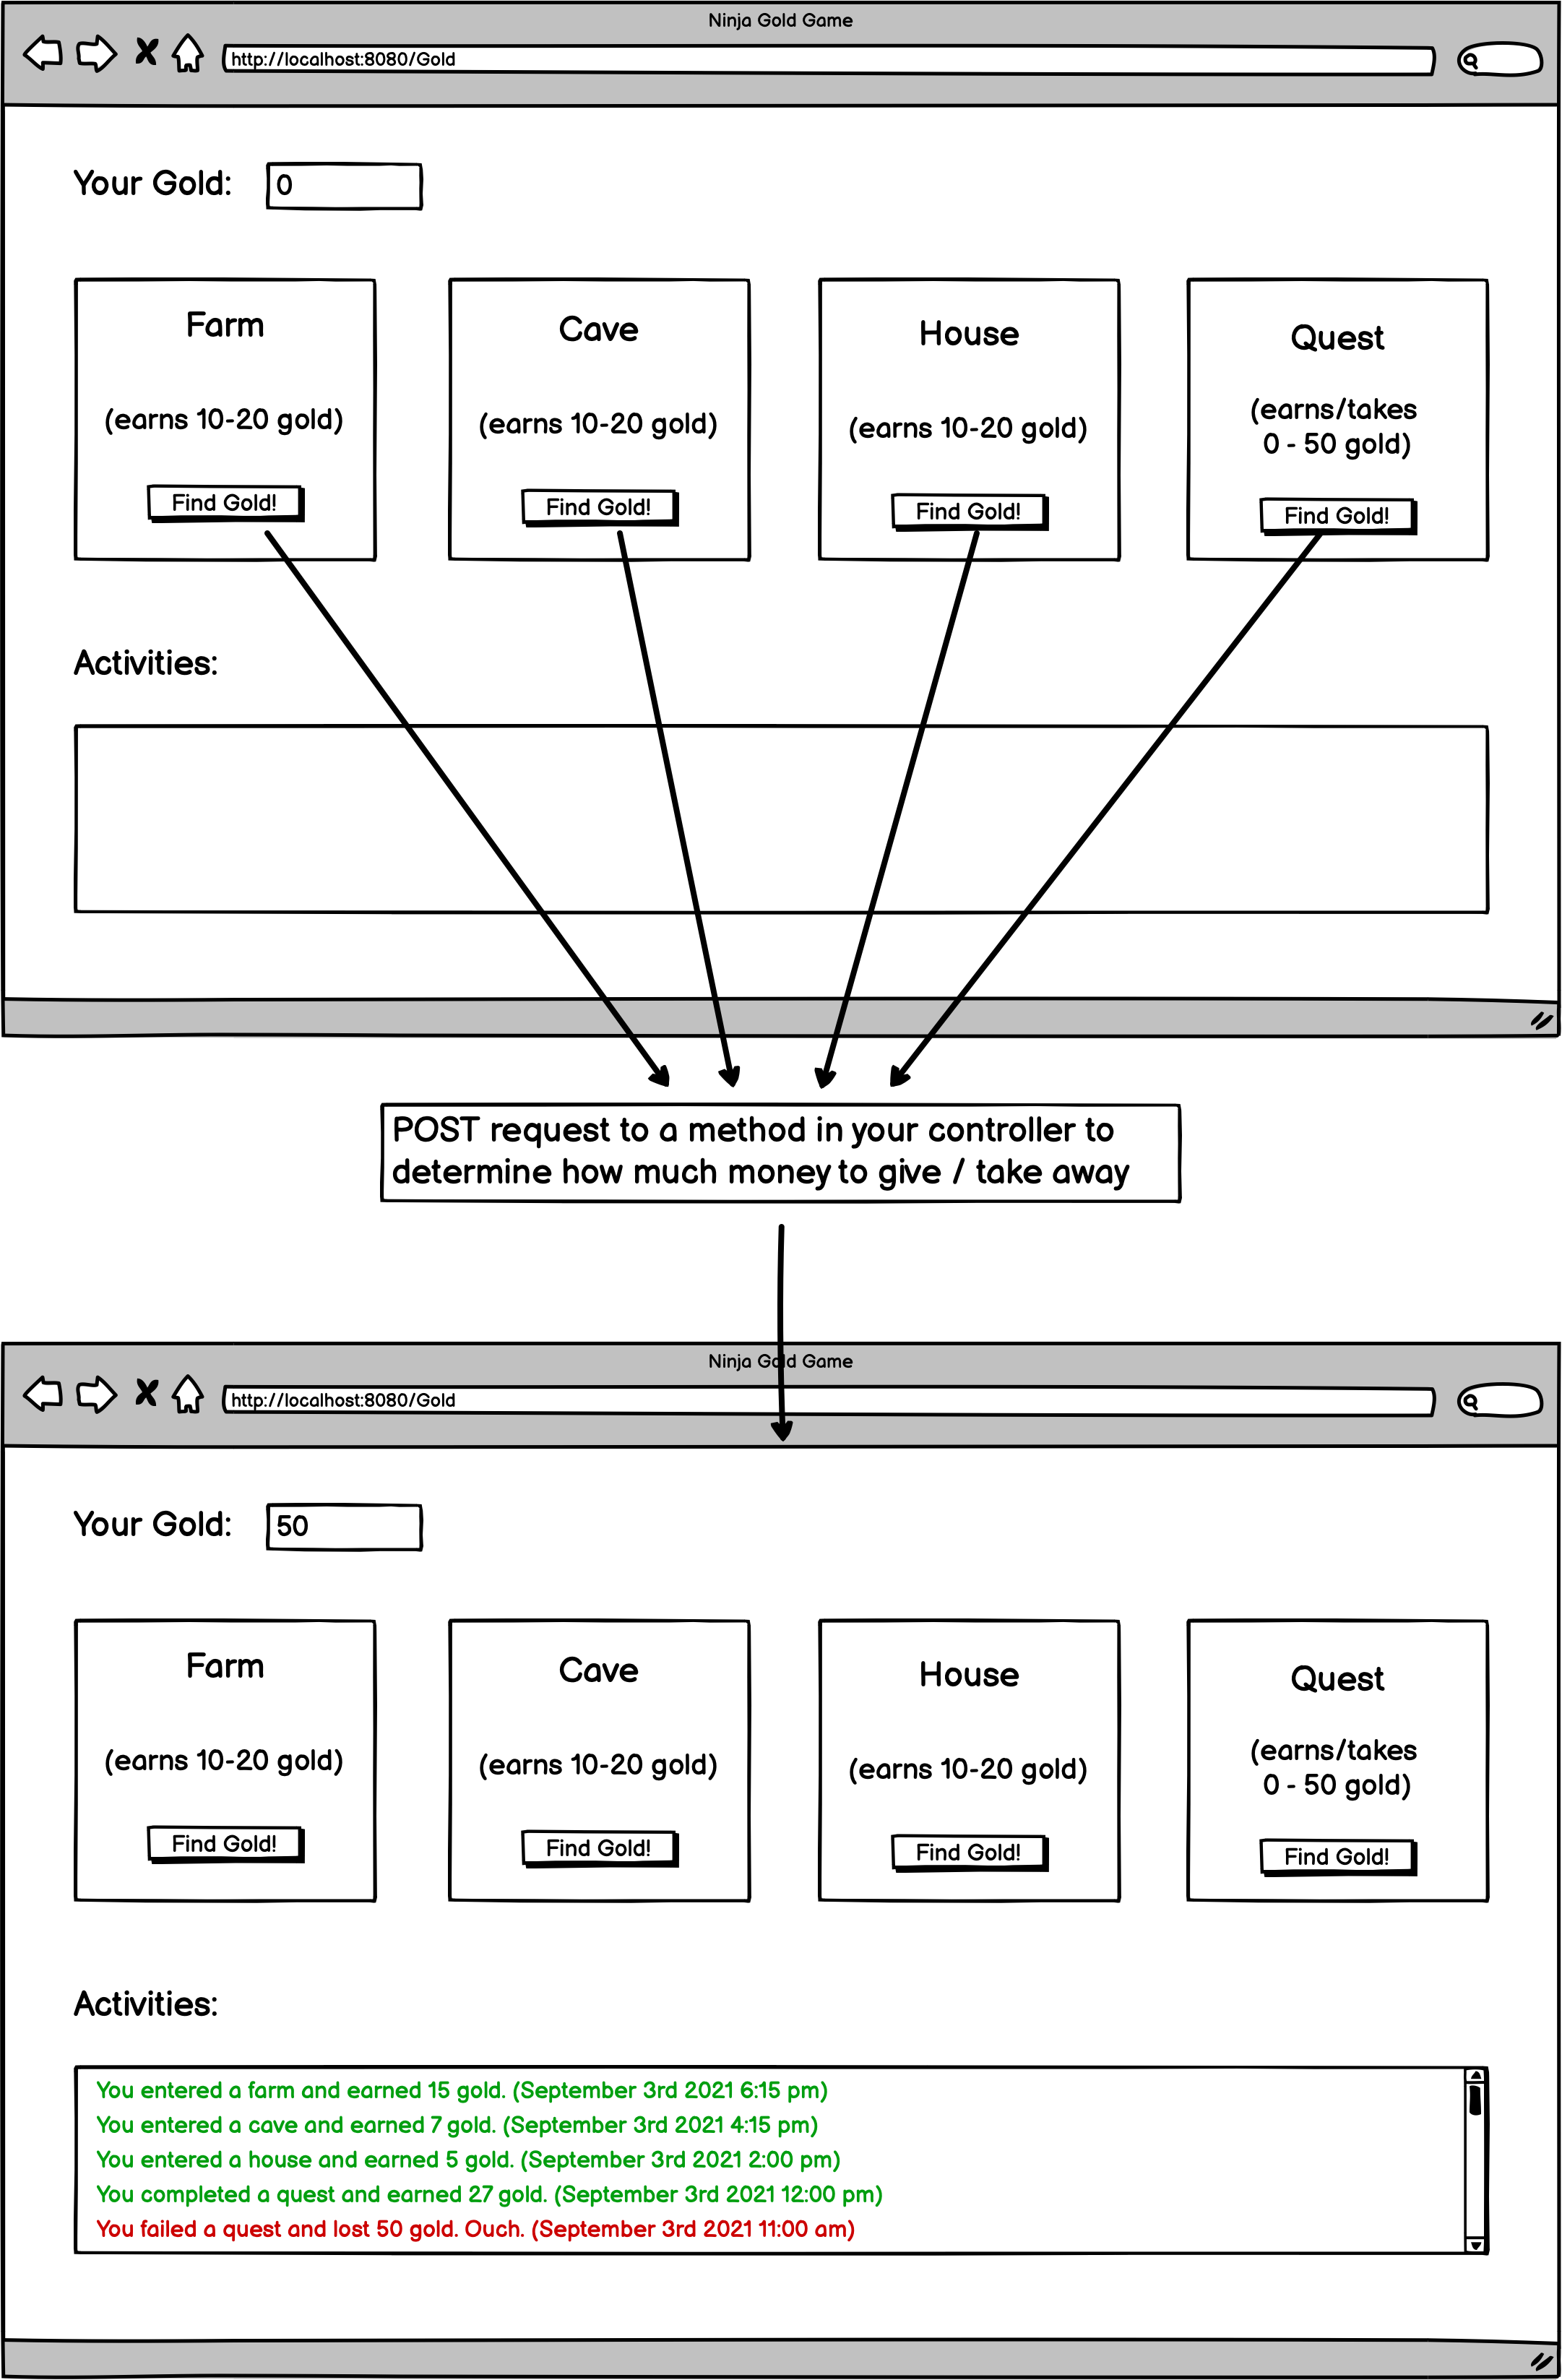 Ninja Gold Game
http://localhost:8080/Gold
Your Gold: 0
Farm
(earns 10-20 gold)
Find Gold!
Cave
(earns 10-20 gold)
Find Gold!
House
(earns 10-20 gold)
Find Gold!
Quest
(earns/takes
0 - 50 gold)
Find Gold!
Activities:
POST request to a method in your controller to
determine how much money to give / take away
Ninja Gold Game
http://localhost:8080/Gold
Your Gold: 50
Farm
(earns 10-20 gold)
Find Gold!
Cave
(earns 10-20 gold)
Find Gold!
House
(earns 10-20 gold)
Find Gold!
Quest
(earns/takes
0 - 50 gold)
Find Gold!
Activities:
You entered a farm and earned 15 gold. (September 3rd 2021 6:15 pm)
You entered a cave and earned 7 gold. (September 3rd 2021 4:15 pm)
You entered a house and earned 5 gold. (September 3rd 2021 2:00 pm)
You completed a quest and earned 27 gold. (September 3rd 2021 12:00 pm)
You failed a quest and lost 50 gold. Ouch. (September 3rd 2021 11:00 am)